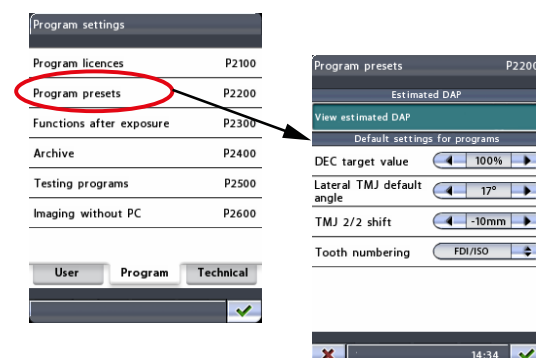 Program settings
Program licences P2100
Program presets P2200
Functions after exposure P2300
Archive P2400
Testing programs P2500
Imaging without PC P2600
User Program Technical
Program presets P2200
Estimated DAP
View estimated DAP
Default settings for programs
DEC target value 100%
Lateral TMJ default
angle 17°
TMJ 2/2 shift -10mm
Tooth numbering FDI/ISO
14:34